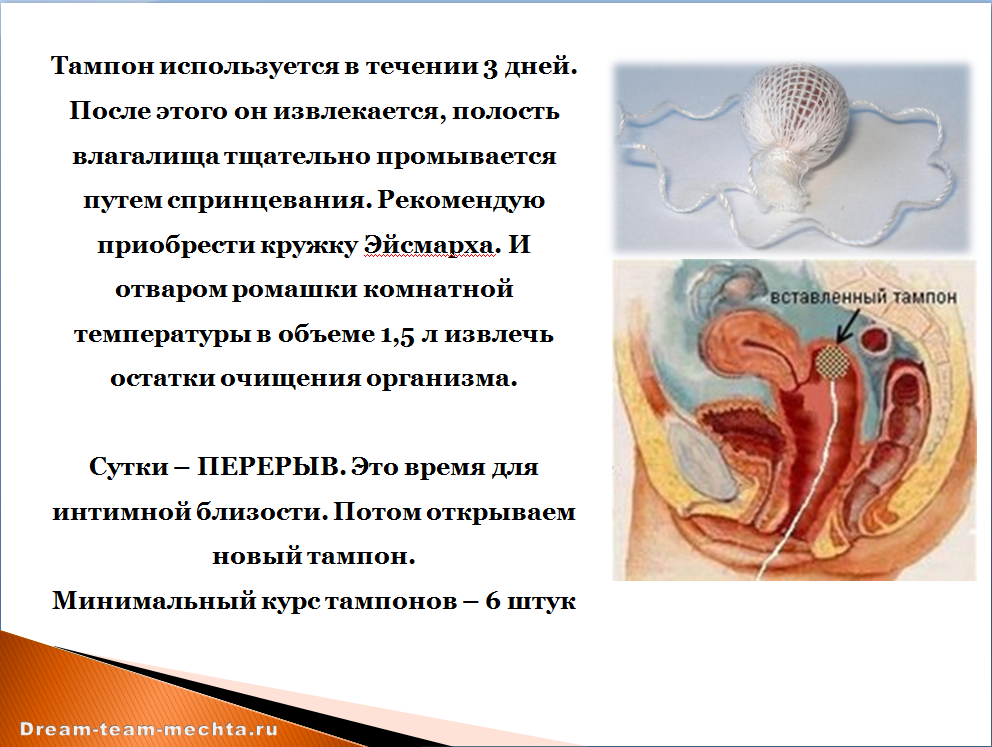 Тампон используется в течении 3 дней.
После этого он извлекается, полость
влагалища тщательно промывается
путем спринцевания. Рекомендую
приобрести кружку Эйсмарха. И
отваром ромашки комнатной
температуры в объеме 1,5 л извлечь
остатки очищения организма.
Сутки – ПЕРЕРЫВ. Это время для
интимной близости. Потом открываем
новый тампон.
Минимальный курс тампонов – 6 штук
вставленный тампон
Dream-team-mechta.ru